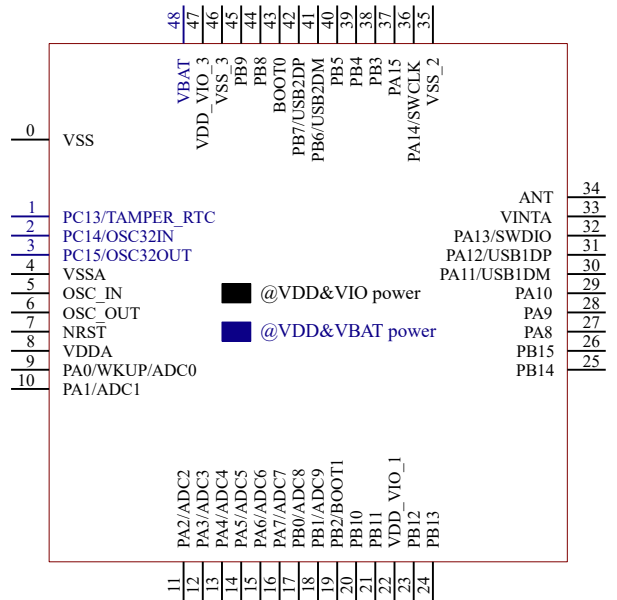 48
47
46
45
44
43
42
41
40
39
38
37
36
35
VBAT
VDD_VIO_3
VSS_3
PB9
PB8
BOOT0
PB7/USB2DP
PB6/USB2DM
PB5
PB4
PB3
PA15
PA14/SWCLK
VSS_2
0 VSS
1 PC13/TAMPER_RTC
2 PC14/OSC32IN
3 PC15/OSC32OUT
4 VSSA
5 OSC_IN
6 OSC_OUT
7 NRST
8 VDDA
9 PA0/WKUP/ADC0
10 PA1/ADC1
@VDD&VIO power
@VDD&VBAT power
ANT 34
VINTA 33
PA13/SWDIO 32
PA12/USB1DP 31
PA11/USB1DM 30
PA10 29
PA9 28
PA8 27
PB15 26
PB14 25
PA2/ADC2
PA3/ADC3
PA4/ADC4
PA5/ADC5
PA6/ADC6
PA7/ADC7
PB0/ADC8
PB1/ADC9
PB2/BOOT1
PB10
PB11
VDD_VIO_1
PB12
PB13
11
12
13
14
15
16
17
18
19
20
21
22
23
24